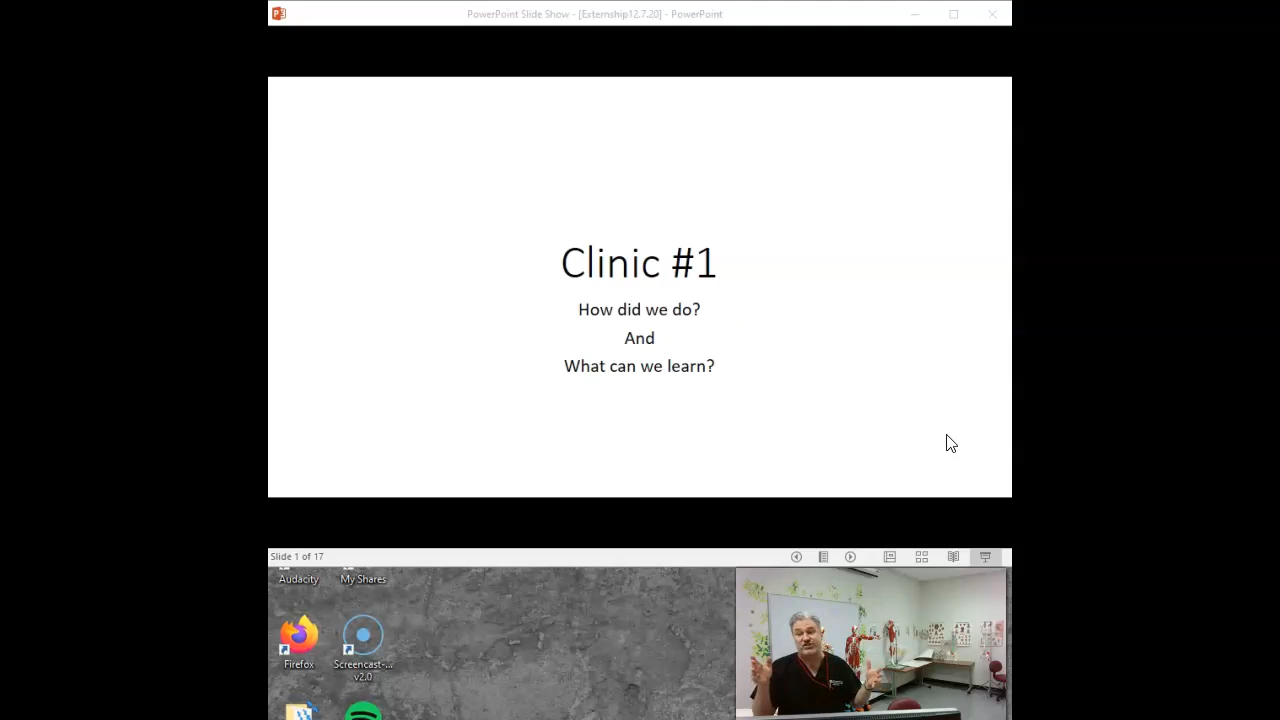 PowerPoint Slide Show - [Externship12.7.20] - PowerPoint
Clinic #1
How did we do?
And
What can we learn?
Slide 1 of 17
Audacity
My Shares
Firefox
Screencast-...
v2.0